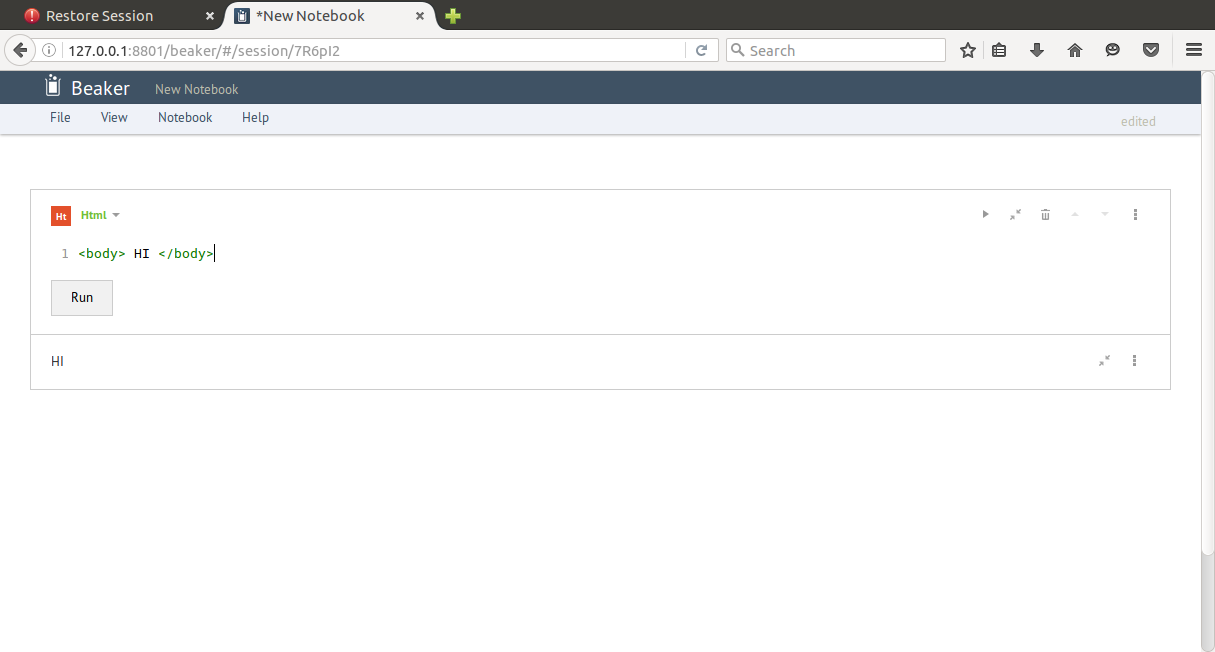 Restore Session
*New Notebook
127.0.0.1:8801/beaker/#/session/7R6pI2
Search
Beaker New Notebook
File View Notebook Help
edited
Ht Html
1 <body> HI </body>
Run
HI